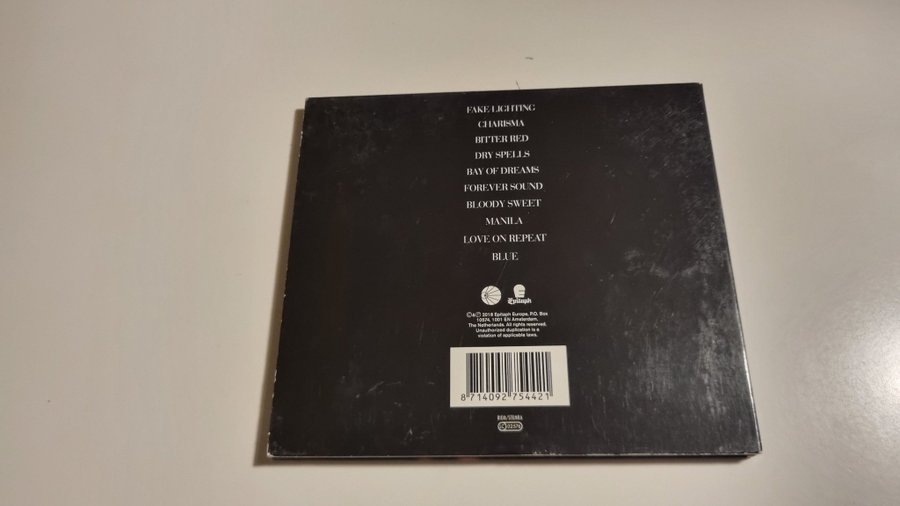 FAKE LIGHTING
CHARISMA
BITTER RED
DRY SPELLS
BAY OF DREAMS
FOREVER SOUND
BLOODY SWEET
MANILA
LOVE ON REPEAT
BLUE
Epitaph
©&℗ 2018 Epitaph Europe, P.O. Box
10574, 1001 EN Amsterdam,
The Netherlands. All rights reserved.
Unauthorized duplication is a
violation of applicable laws.
8 714092 754421
BIEM/STEMRA